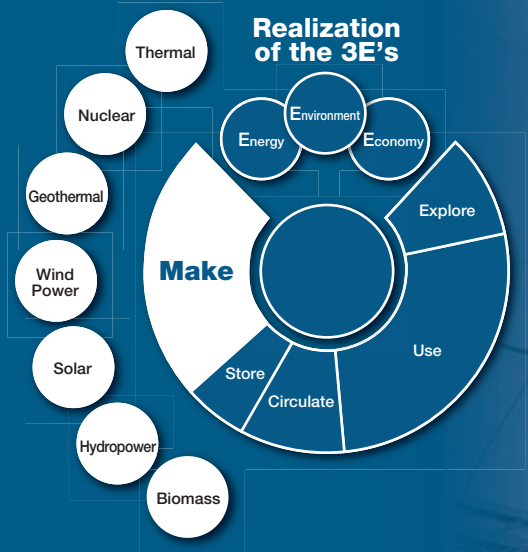 Realization
of the 3E's
Thermal
Nuclear
Geothermal
Wind
Power
Solar
Hydropower
Biomass
Energy
Environment
Economy
Make
Store
Circulate
Use
Explore